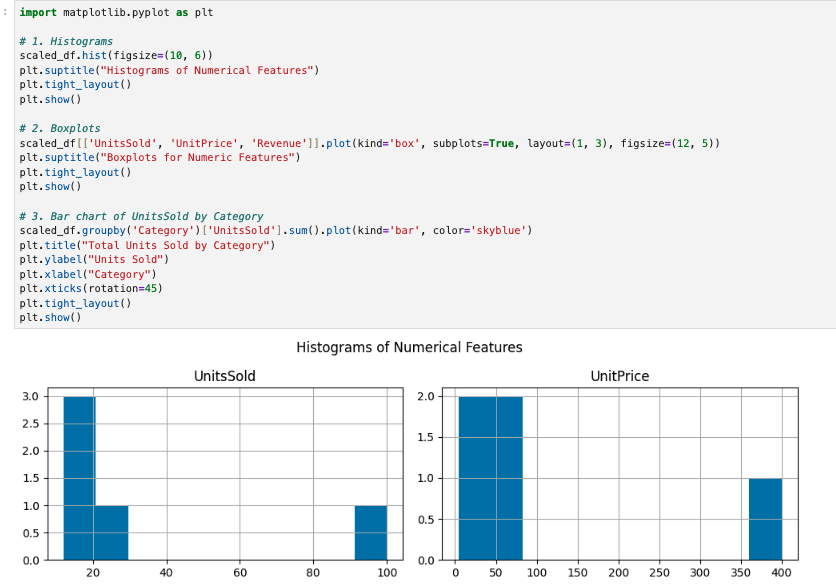 :
import matplotlib.pyplot as plt
# 1. Histograms
scaled_df.hist(figsize=(10, 6))
plt.suptitle("Histograms of Numerical Features")
plt.tight_layout()
plt.show()
# 2. Boxplots
scaled_df[['UnitsSold', 'UnitPrice', 'Revenue']].plot(kind='box', subplots=True, layout=(1, 3), figsize=(12, 5))
plt.suptitle("Boxplots for Numeric Features")
plt.tight_layout()
plt.show()
# 3. Bar chart of UnitsSold by Category
scaled_df.groupby('Category')['UnitsSold'].sum().plot(kind='bar', color='skyblue')
plt.title("Total Units Sold by Category")
plt.ylabel("Units Sold")
plt.xlabel("Category")
plt.xticks(rotation=45)
plt.tight_layout()
plt.show()
Histograms of Numerical Features
UnitsSold
3.0
2.5
2.0
1.5
1.0
0.5
0.0
20 40 60 80 100
UnitPrice
2.0
1.5
1.0
0.5
0.0
0 50 100 150 200 250 300 350 400